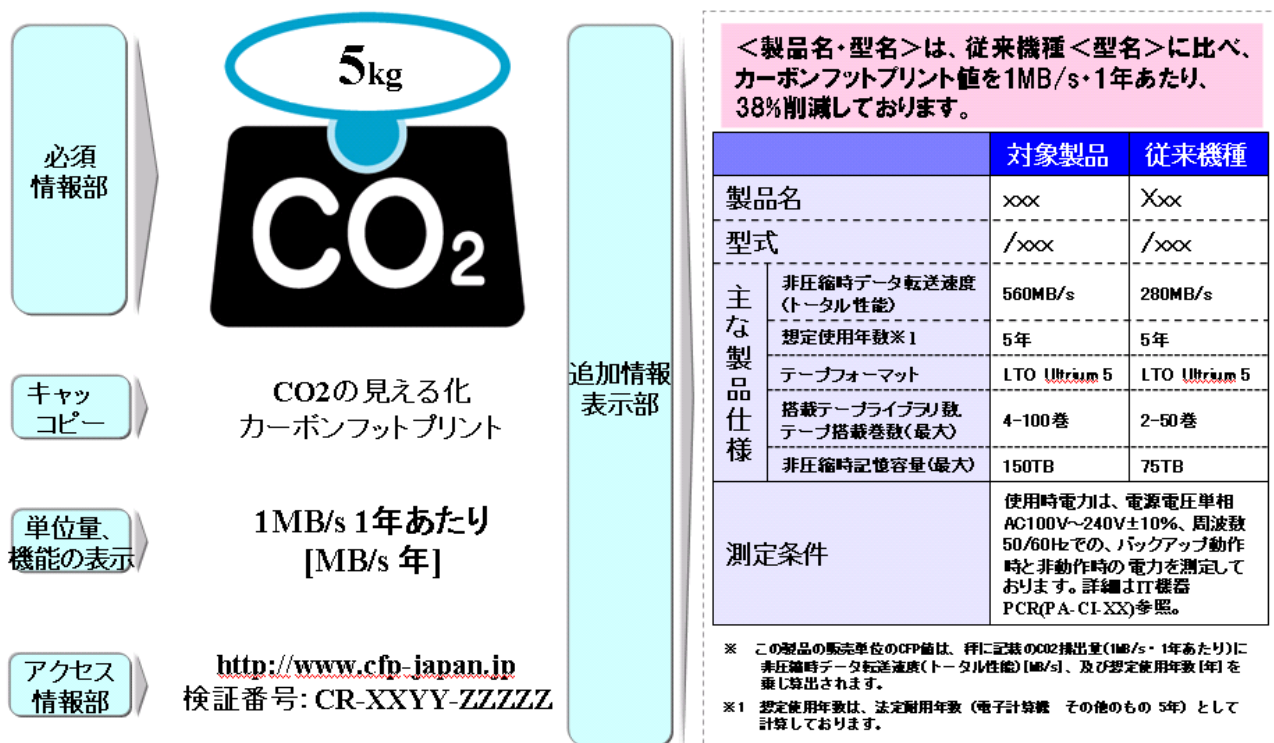 必須
情報部
5kg
CO2
キャッ
コピー
CO2の見える化
カーボンフットプリント
単位量、
機能の表示
1MB/s 1年あたり
[MB/s 年]
アクセス
情報部
http://www.cfp-japan.jp
検証番号: CR-XXYY-ZZZZZ
追加情報
表示部
＜製品名・型名＞は、従来機種＜型名＞に比べ、
カーボンフットプリント値を1MB/s・1年あたり、
38%削減しております。
対象製品 従来機種
製品名 xxx Xxx
型式 /xxx /xxx
主な製品仕様
非圧縮時データ転送速度
(トータル性能) 560MB/s 280MB/s
想定使用年数※1 5年 5年
テープフォーマット LTO Ultrium 5 LTO Ultrium 5
搭載テープライブラリ数、
テープ搭載巻数(最大) 4-100巻 2-50巻
非圧縮時記憶容量(最大) 150TB 75TB
測定条件
使用時電力は、電源電圧単相
AC100V～240V±10%、周波数
50/60Hzでの、バックアップ動作
時と非動作時の電力を測定して
おります。詳細はIT機器
PCR(PA-CI-XX)参照。
※ この製品の販売単位のCFP値は、秤に記載のCO2排出量(1MB/s・1年あたり)に
非圧縮時データ転送速度(トータル性能)[MB/s]、及び想定使用年数[年]を
乗じ算出されます。
※1 想定使用年数は、法定耐用年数（電子計算機 その他のもの 5年）として
計算しております。